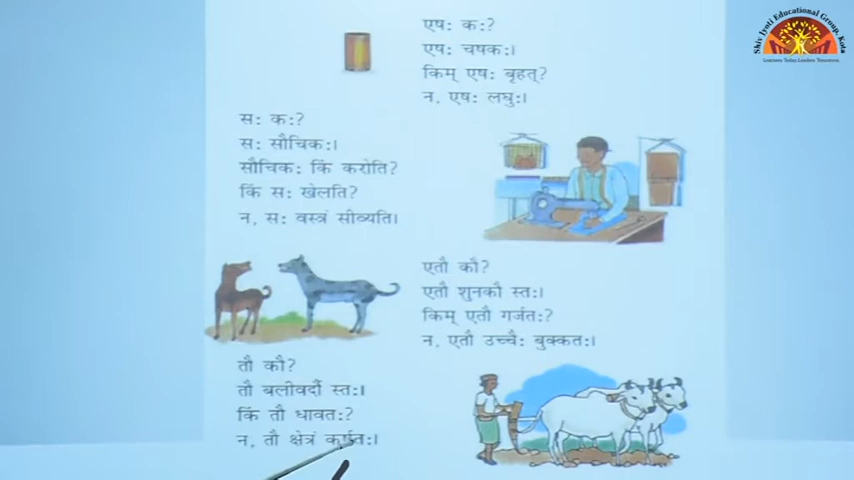 एषः कः?
एषः चषकः।
किम् एषः बृहत्?
न, एषः लघुः।
सः कः?
सः सौचिकः।
सौचिकः किं करोति?
किं सः खेलति?
न, सः वस्त्रं सीव्यति।
एतौ कौ?
एतौ शुनकौ स्तः।
किम् एतौ गर्जतः?
न, एतौ उच्चैः बुक्कतः।
तौ कौ?
तौ बलीवर्दौ स्तः।
किं तौ धावतः?
न, तौ क्षेत्रं कर्षतः।
Shiv Jyoti Educational Group, Kota
Learners Today. Leaders Tomorrow.